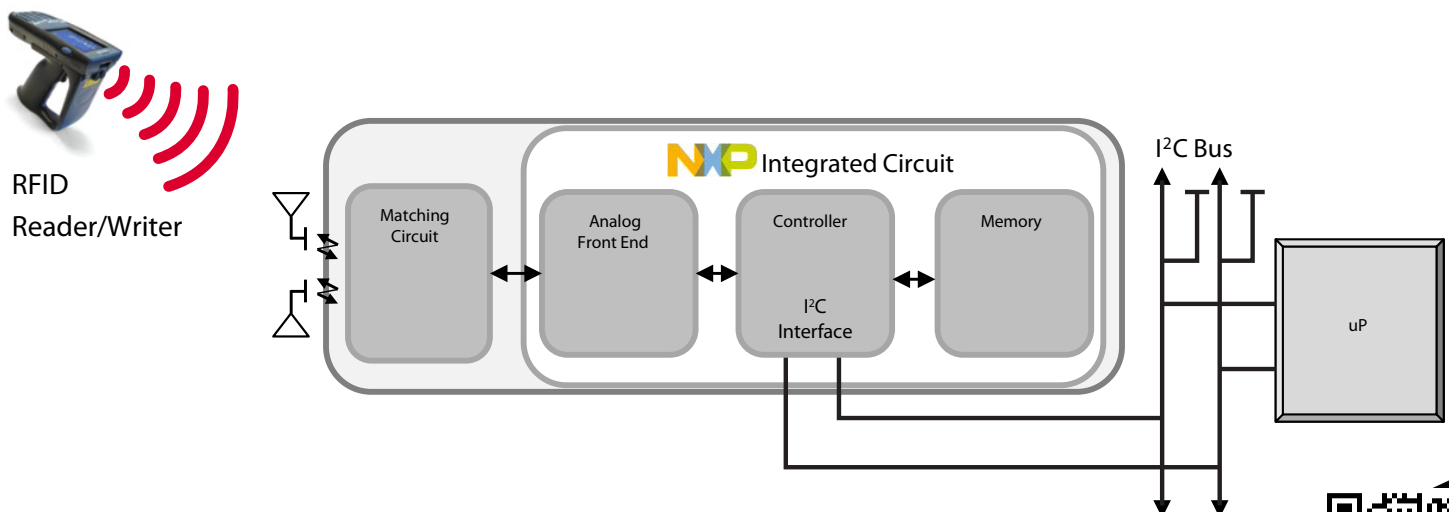 RFID
Reader/Writer
NXP Integrated Circuit
Matching
Circuit
Analog
Front End
Controller
I²C
Interface
Memory
I²C Bus
uP